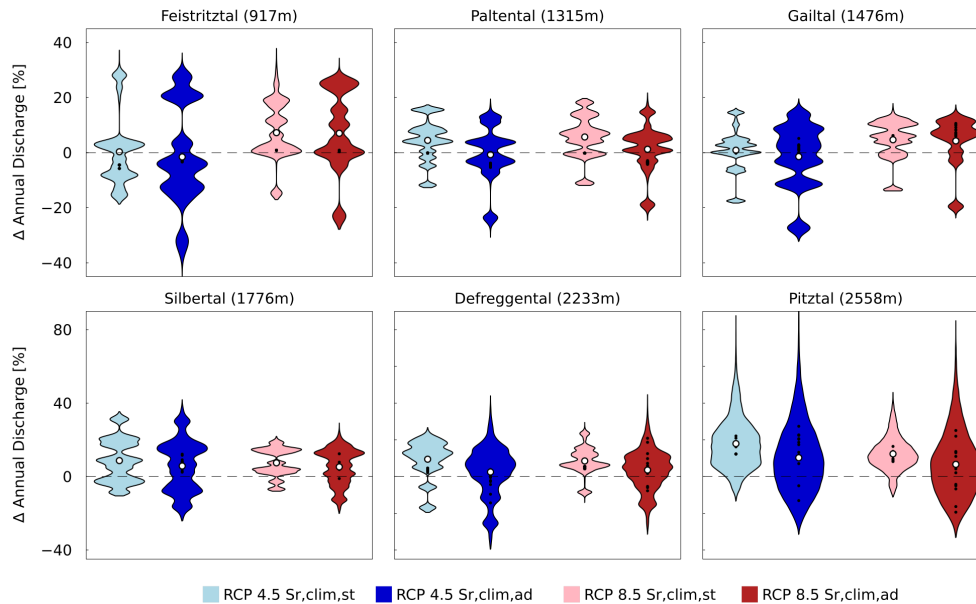 Feistritztal (917m)
Paltental (1315m)
Gailtal (1476m)
Δ Annual Discharge [%]
40
20
0
−20
−40
Silbertal (1776m)
Defreggental (2233m)
Pitztal (2558m)
Δ Annual Discharge [%]
80
40
0
−40
RCP 4.5 Sr,clim,st
RCP 4.5 Sr,clim,ad
RCP 8.5 Sr,clim,st
RCP 8.5 Sr,clim,ad